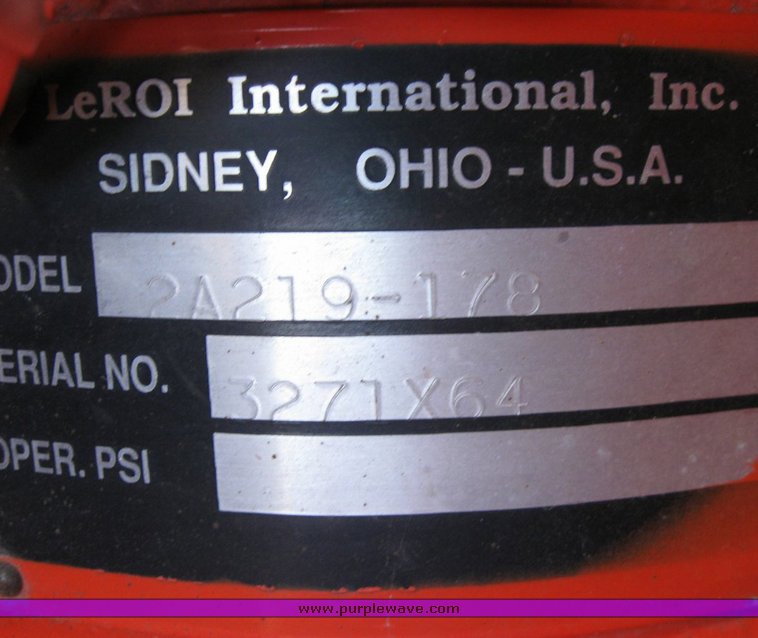 LeROI International, Inc.
SIDNEY, OHIO - U.S.A.
ODEL 2A219-178
ERIAL NO. 3271X64
OPER. PSI
www.purplewave.com